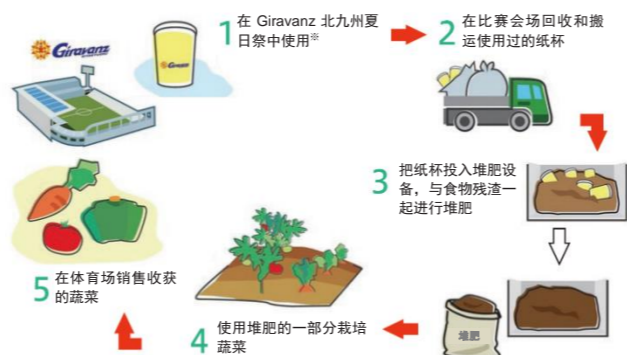 Giravanz
Giravanz
1 在 Giravanz 北九州夏
日祭中使用※
2 在比赛会场回收和搬
运使用过的纸杯
3 把纸杯投入堆肥设
备，与食物残渣一
起进行堆肥
堆肥
4 使用堆肥的一部分栽培
蔬菜
5 在体育场销售收获
的蔬菜